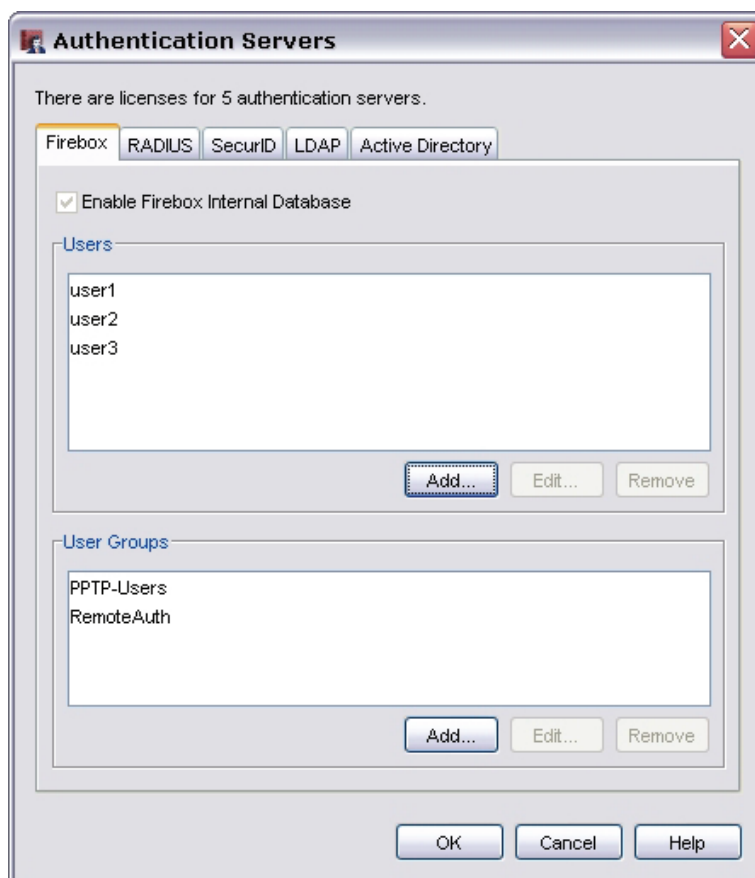 Authentication Servers
There are licenses for 5 authentication servers.
Firebox RADIUS SecurID LDAP Active Directory
Enable Firebox Internal Database
Users
user1
user2
user3
Add... Edit... Remove
User Groups
PPTP-Users
RemoteAuth
Add... Edit... Remove
OK Cancel Help